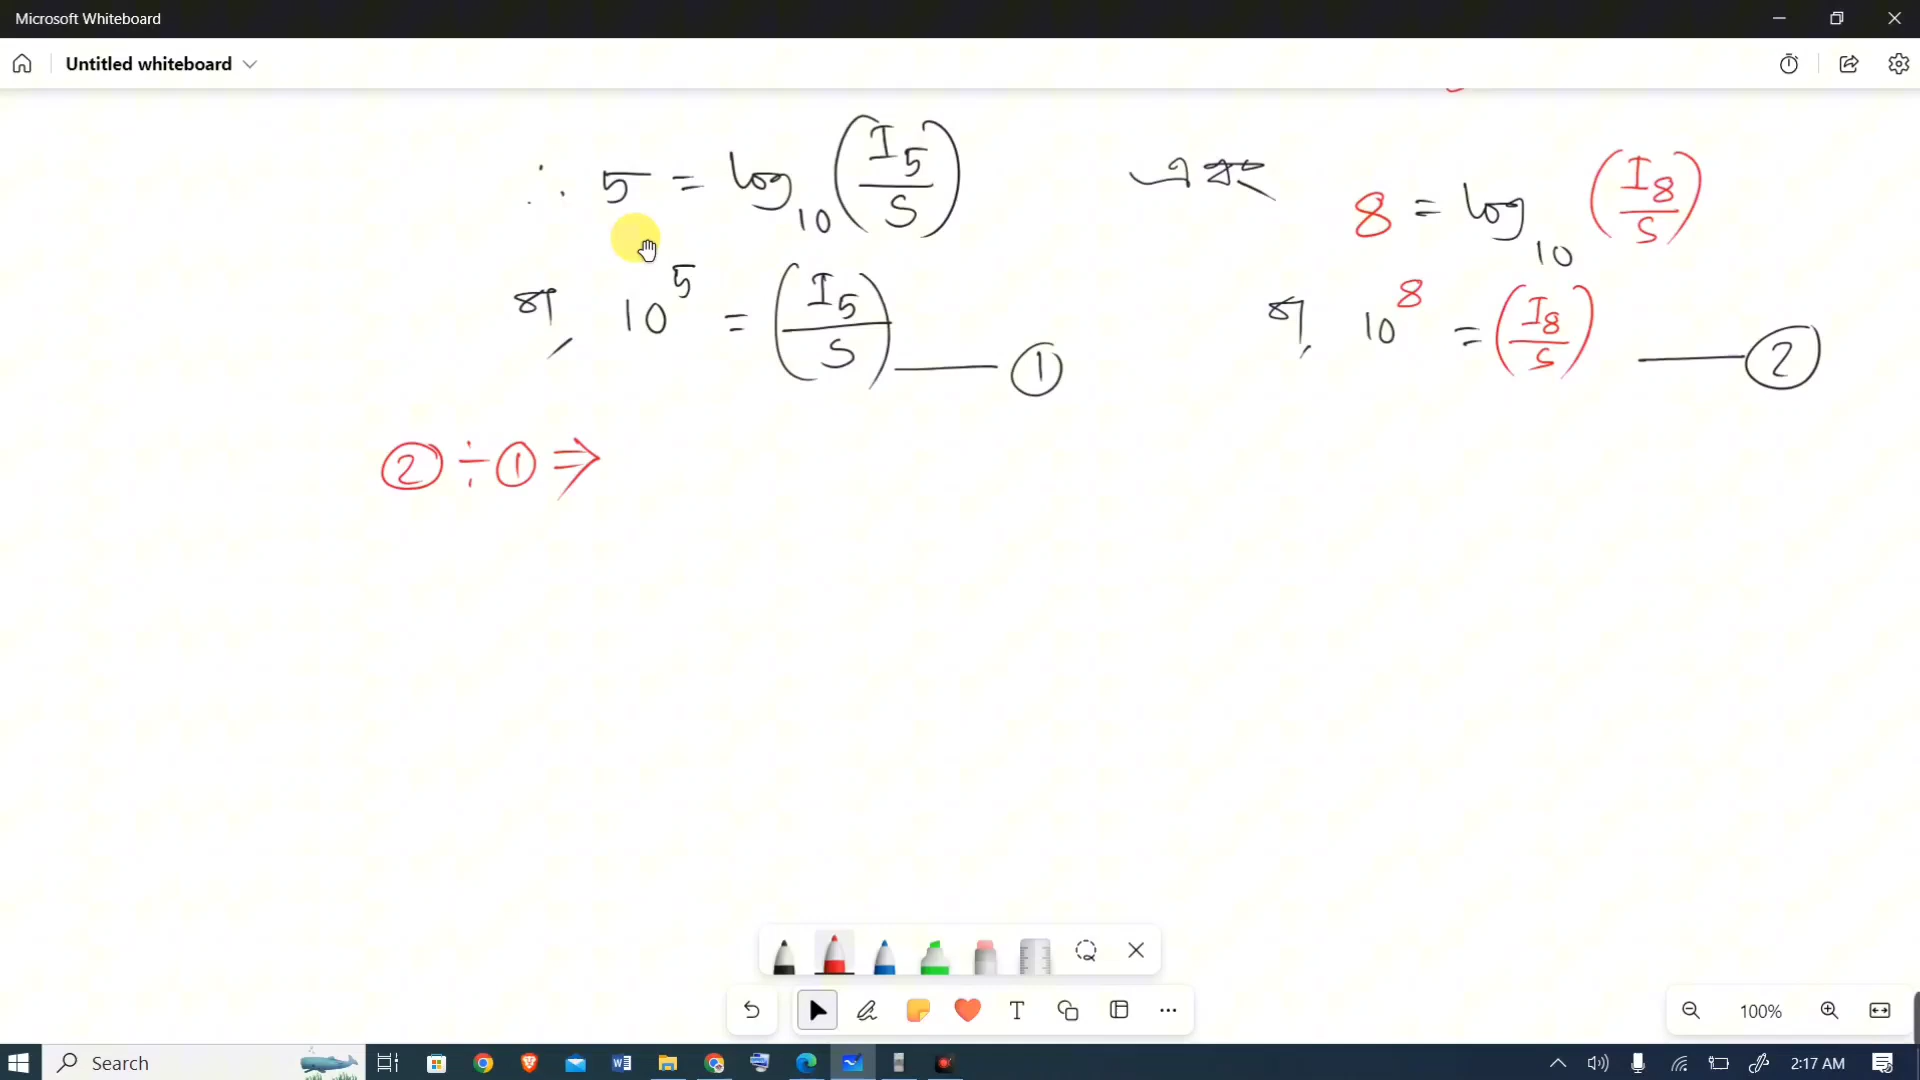 Microsoft Whiteboard
Untitled whiteboard
∴ 5 = log₁₀ (I₅/S)
এবং
8 = log₁₀ (I₈/S)
বা, 10⁵ = (I₅/S) —— ①
বা, 10⁸ = (I₈/S) —— ②
② ÷ ① ⇒
100%
Search
2:17 AM